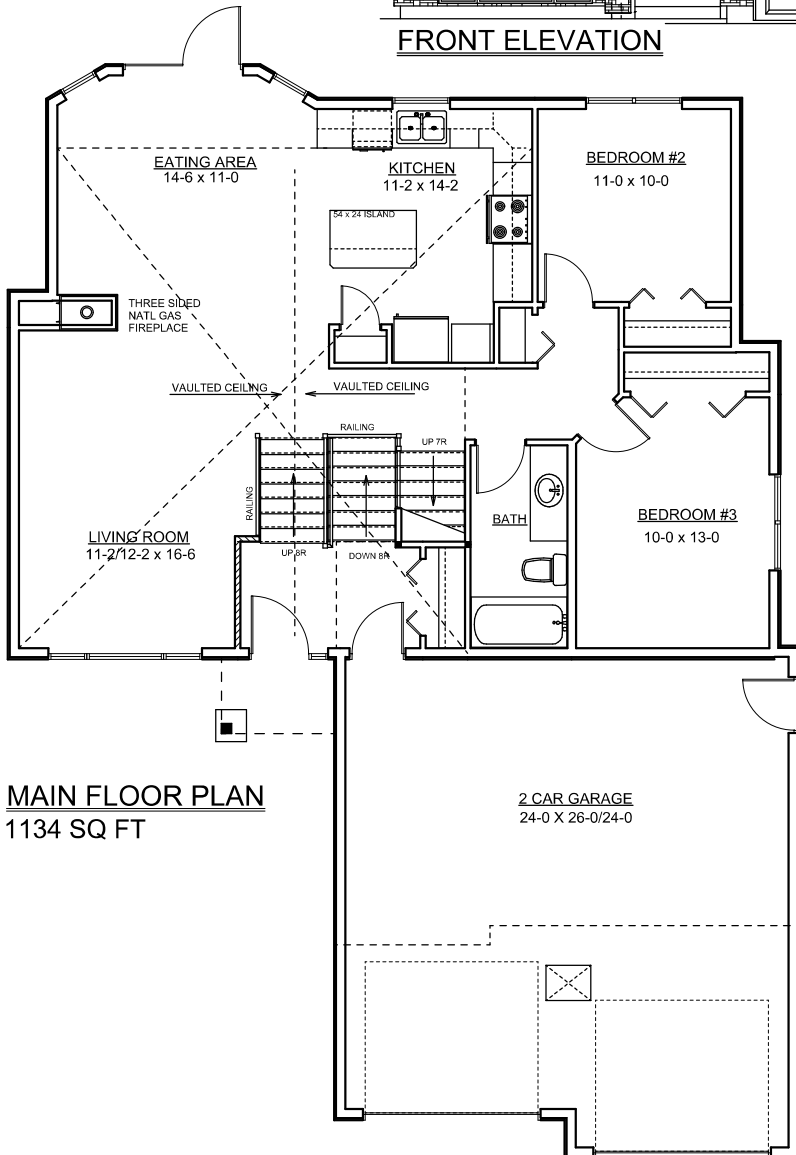 FRONT ELEVATION
EATING AREA
14-6 x 11-0
KITCHEN
11-2 x 14-2
BEDROOM #2
11-0 x 10-0
54 x 24 ISLAND
THREE SIDED
NATL GAS
FIREPLACE
VAULTED CEILING
VAULTED CEILING
RAILING
UP 7R
RAILING
LIVING ROOM
11-2/12-2 x 16-6
UP 8R
DOWN 8R
BATH
BEDROOM #3
10-0 x 13-0
MAIN FLOOR PLAN
1134 SQ FT
2 CAR GARAGE
24-0 X 26-0/24-0